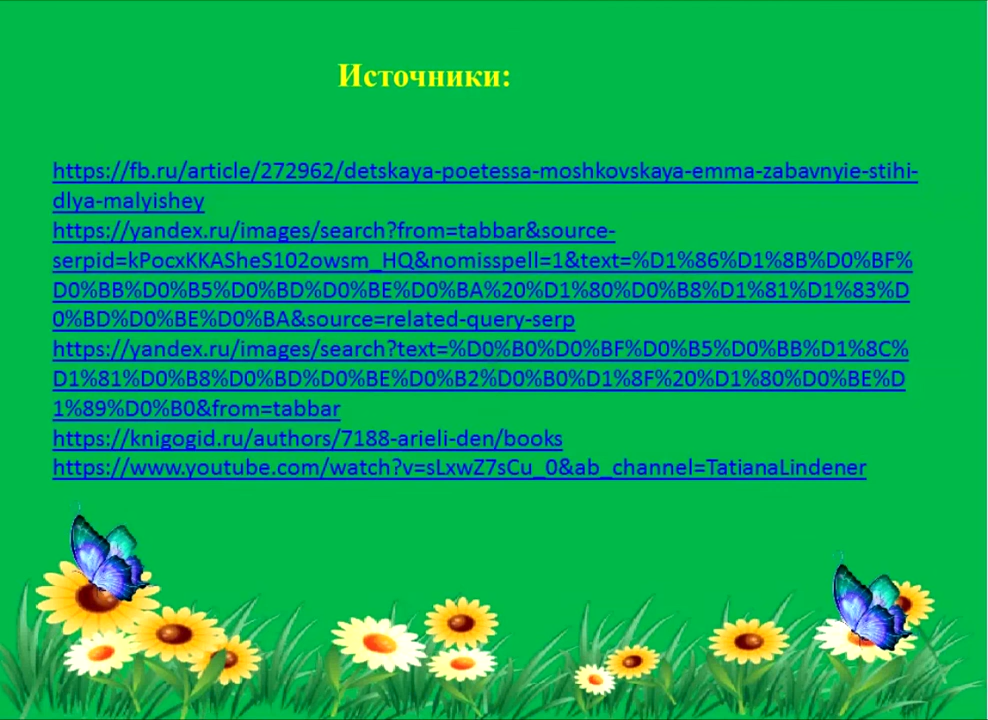 Источники:
https://fb.ru/article/272962/detskaya-poetessa-moshkovskaya-emma-zabavnyie-stihi-
dlya-malyishey
https://yandex.ru/images/search?from=tabbar&source-
serpid=kPocxKKASheS102owsm_HQ&nomisspell=1&text=%D1%86%D1%8B%D0%BF%
D0%BB%D0%B5%D0%BD%D0%BE%D0%BA%20%D1%80%D0%B8%D1%81%D1%83%D
0%BD%D0%BE%D0%BA&source=related-query-serp
https://yandex.ru/images/search?text=%D0%B0%D0%BF%D0%B5%D0%BB%D1%8C%
D1%81%D0%B8%D0%BD%D0%BE%D0%B2%D0%B0%D1%8F%20%D1%80%D0%BE%D
1%89%D0%B0&from=tabbar
https://knigogid.ru/authors/7188-arieli-den/books
https://www.youtube.com/watch?v=sLxwZ7sCu_0&ab_channel=TatianaLindener